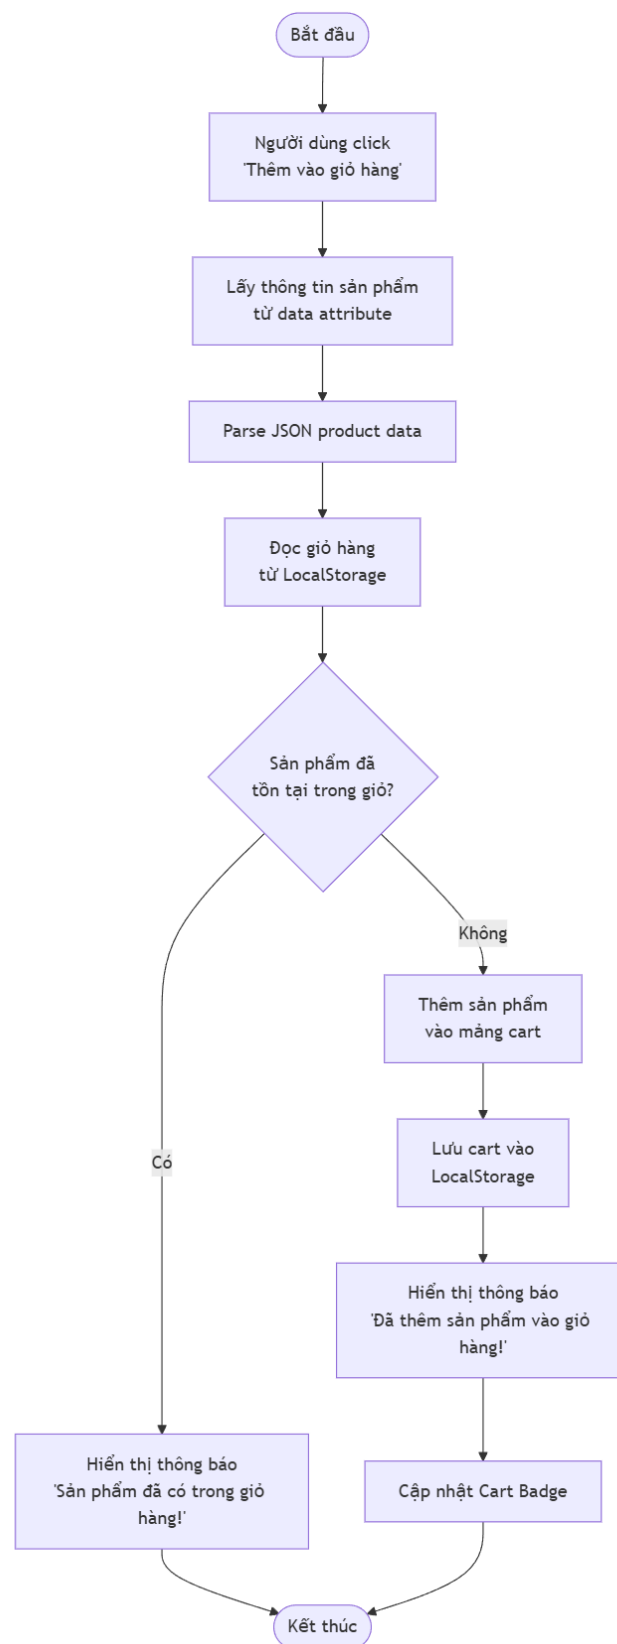 Bắt đầu
Người dùng click
'Thêm vào giỏ hàng'
Lấy thông tin sản phẩm
từ data attribute
Parse JSON product data
Đọc giỏ hàng
từ LocalStorage
Sản phẩm đã
tồn tại trong giỏ?
Không
Thêm sản phẩm
vào mảng cart
Lưu cart vào
LocalStorage
Có
Hiển thị thông báo
'Đã thêm sản phẩm vào giỏ
hàng!'
Hiển thị thông báo
'Sản phẩm đã có trong giỏ
hàng!'
Cập nhật Cart Badge
Kết thúc